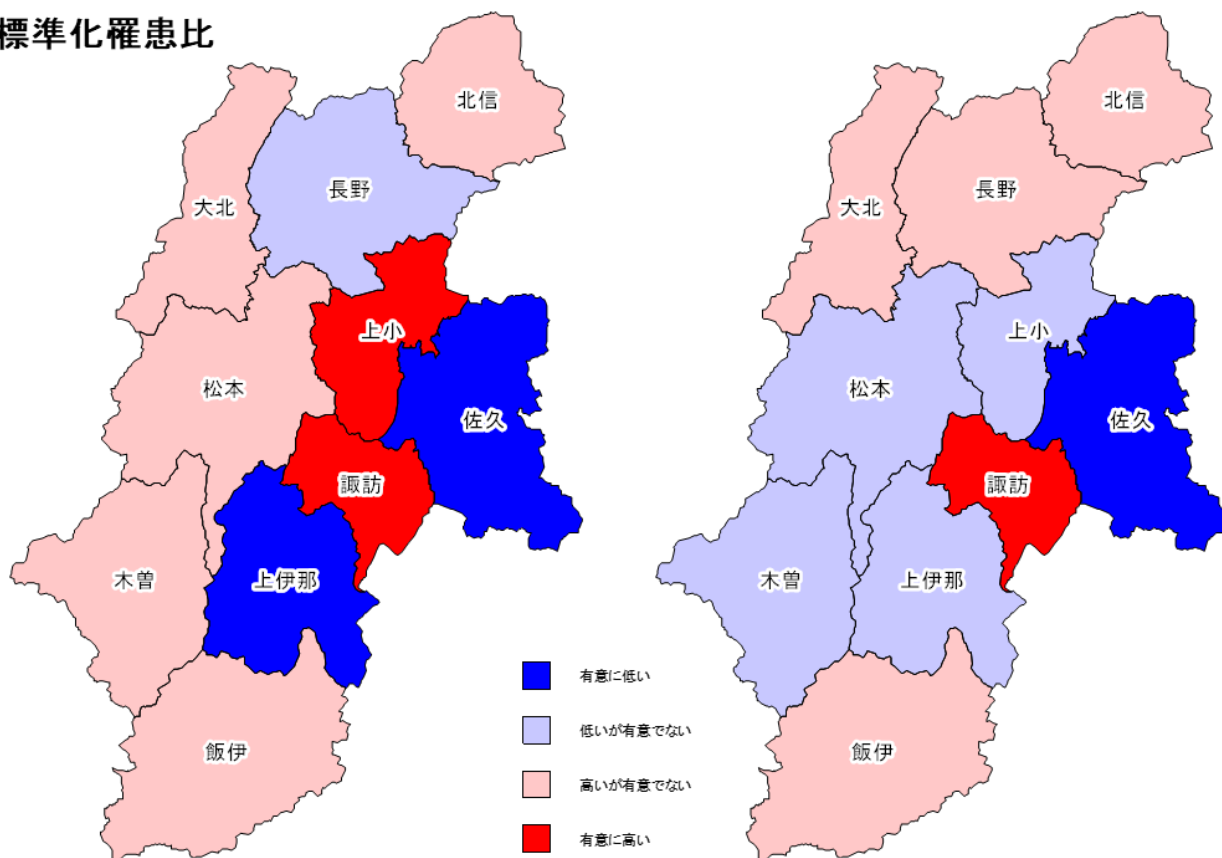 標準化罹患比
北信
長野
大北
上小
松本
佐久
諏訪
木曽
上伊那
飯伊
北信
長野
大北
上小
松本
佐久
諏訪
木曽
上伊那
飯伊
有意に低い
低いが有意でない
高いが有意でない
有意に高い